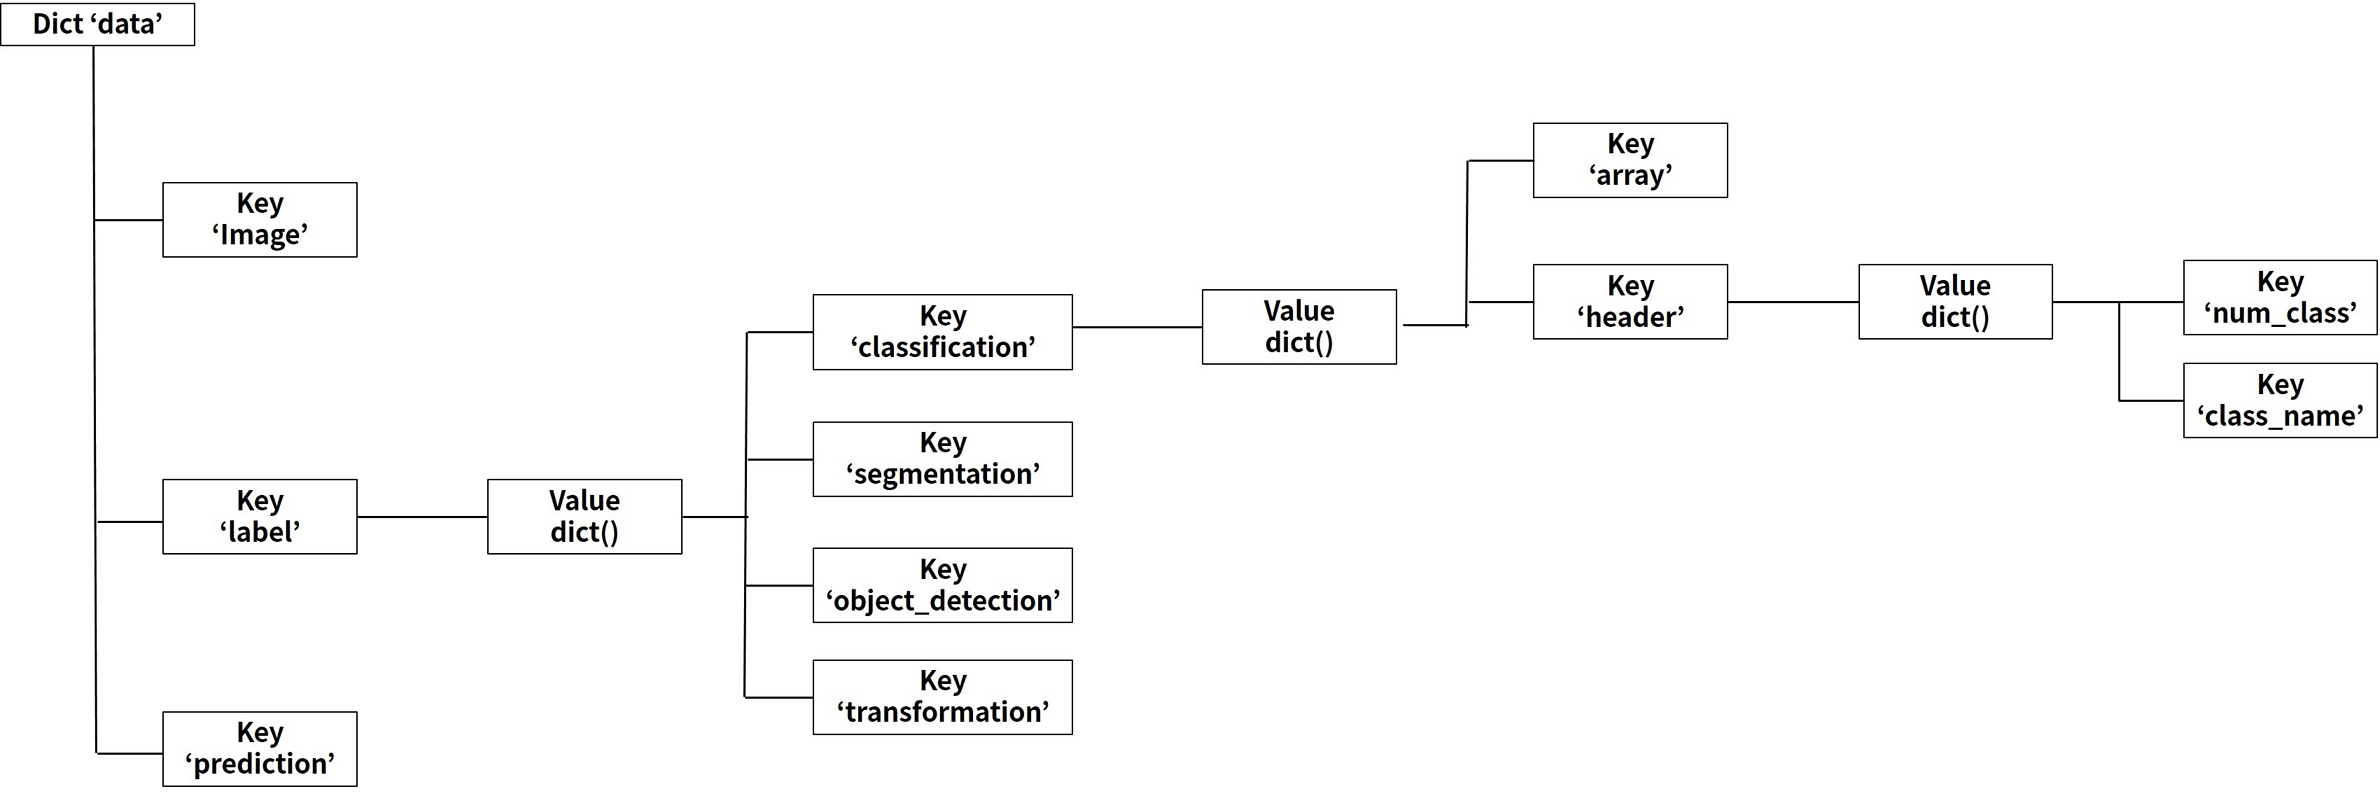 Dict ‘data’
Key
‘Image’
Key
‘label’
Key
‘prediction’
Value
dict()
Key
‘classification’
Key
‘segmentation’
Key
‘object_detection’
Key
‘transformation’
Value
dict()
Key
‘array’
Key
‘header’
Value
dict()
Key
‘num_class’
Key
‘class_name’